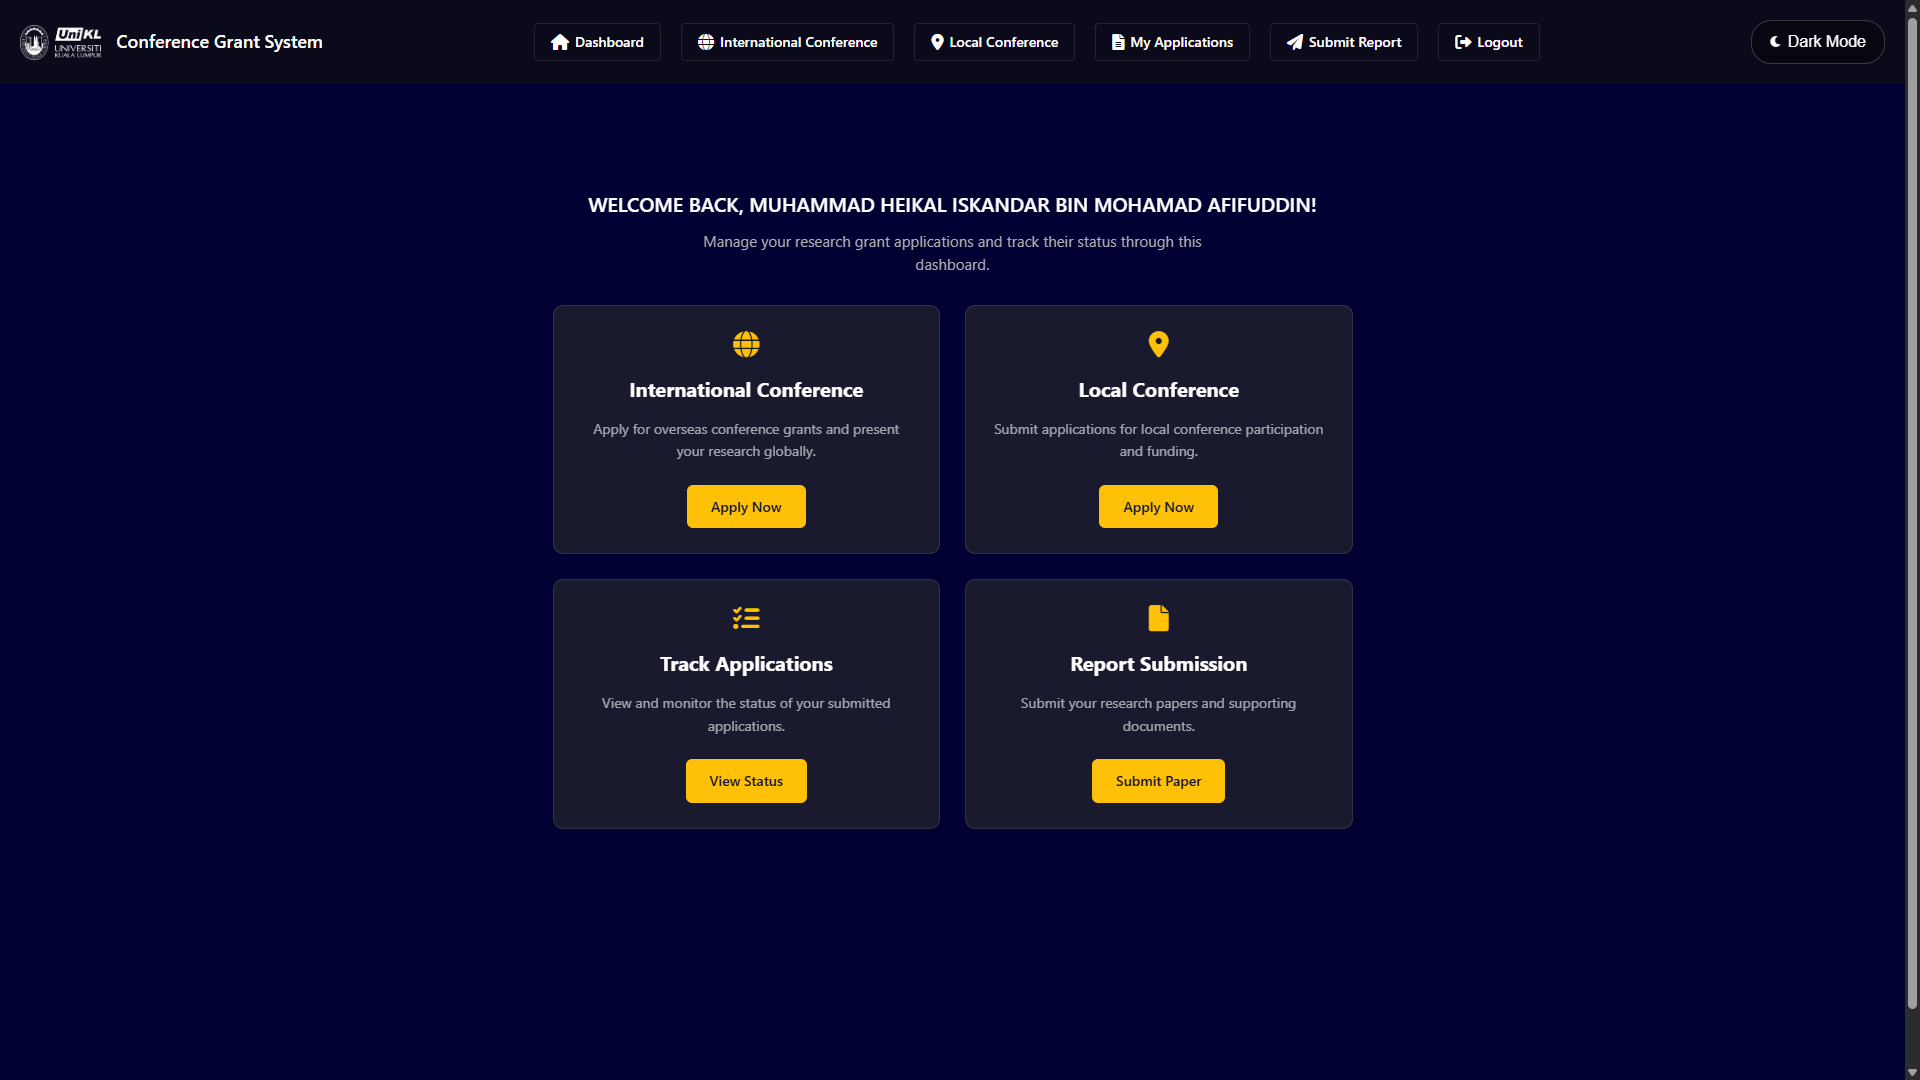 UniKL
UNIVERSITI
KUALA LUMPUR
Conference Grant System
Dashboard
International Conference
Local Conference
My Applications
Submit Report
Logout
Dark Mode
WELCOME BACK, MUHAMMAD HEIKAL ISKANDAR BIN MOHAMAD AFIFUDDIN!
Manage your research grant applications and track their status through this
dashboard.
International Conference
Apply for overseas conference grants and present
your research globally.
Apply Now
Local Conference
Submit applications for local conference participation
and funding.
Apply Now
Track Applications
View and monitor the status of your submitted
applications.
View Status
Report Submission
Submit your research papers and supporting
documents.
Submit Paper